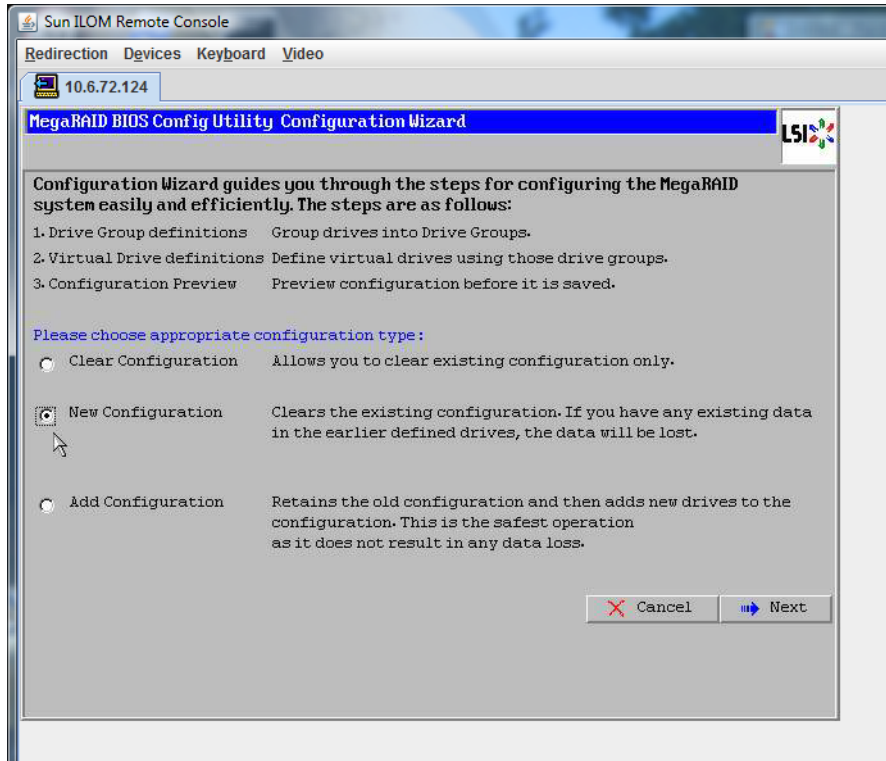 Sun ILOM Remote Console
Redirection Devices Keyboard Video
10.6.72.124
MegaRAID BIOS Config Utility Configuration Wizard
LSI
Configuration Wizard guides you through the steps for configuring the MegaRAID
system easily and efficiently. The steps are as follows:
1. Drive Group definitions Group drives into Drive Groups.
2. Virtual Drive definitions Define virtual drives using those drive groups.
3. Configuration Preview Preview configuration before it is saved.
Please choose appropriate configuration type:
Clear Configuration Allows you to clear existing configuration only.
New Configuration Clears the existing configuration. If you have any existing data
in the earlier defined drives, the data will be lost.
Add Configuration Retains the old configuration and then adds new drives to the
configuration. This is the safest operation
as it does not result in any data loss.
Cancel Next